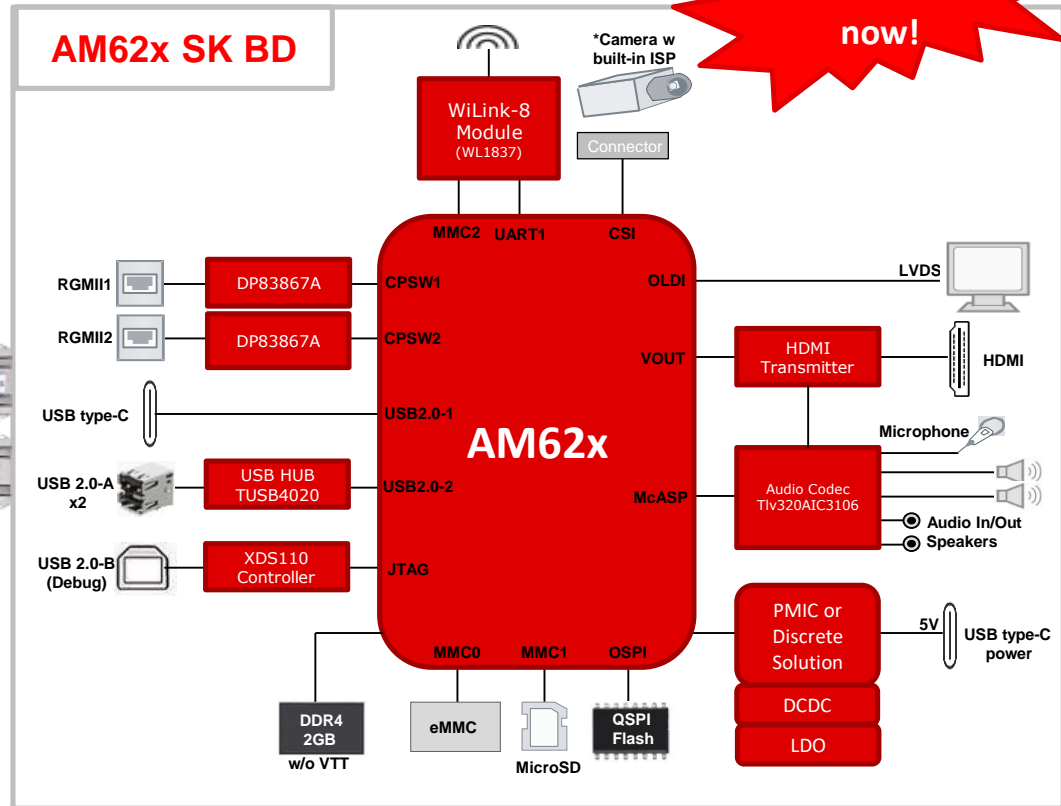 AM62x SK BD
now!
*Camera w
built-in ISP
WiLink-8
Module
(WL1837)
Connector
MMC2
UART1
CSI
RGMII1
DP83867A
CPSW1
OLDI
LVDS
RGMII2
DP83867A
CPSW2
VOUT
HDMI
Transmitter
HDMI
USB type-C
USB2.0-1
AM62x
Microphone
USB 2.0-A
x2
USB HUB
TUSB4020
USB2.0-2
McASP
Audio Codec
Tlv320AIC3106
Audio In/Out
Speakers
USB 2.0-B
(Debug)
XDS110
Controller
JTAG
PMIC or
Discrete
Solution
5V
USB type-C
power
DCDC
LDO
MMC0
MMC1
OSPI
DDR4
2GB
w/o VTT
eMMC
MicroSD
QSPI
Flash